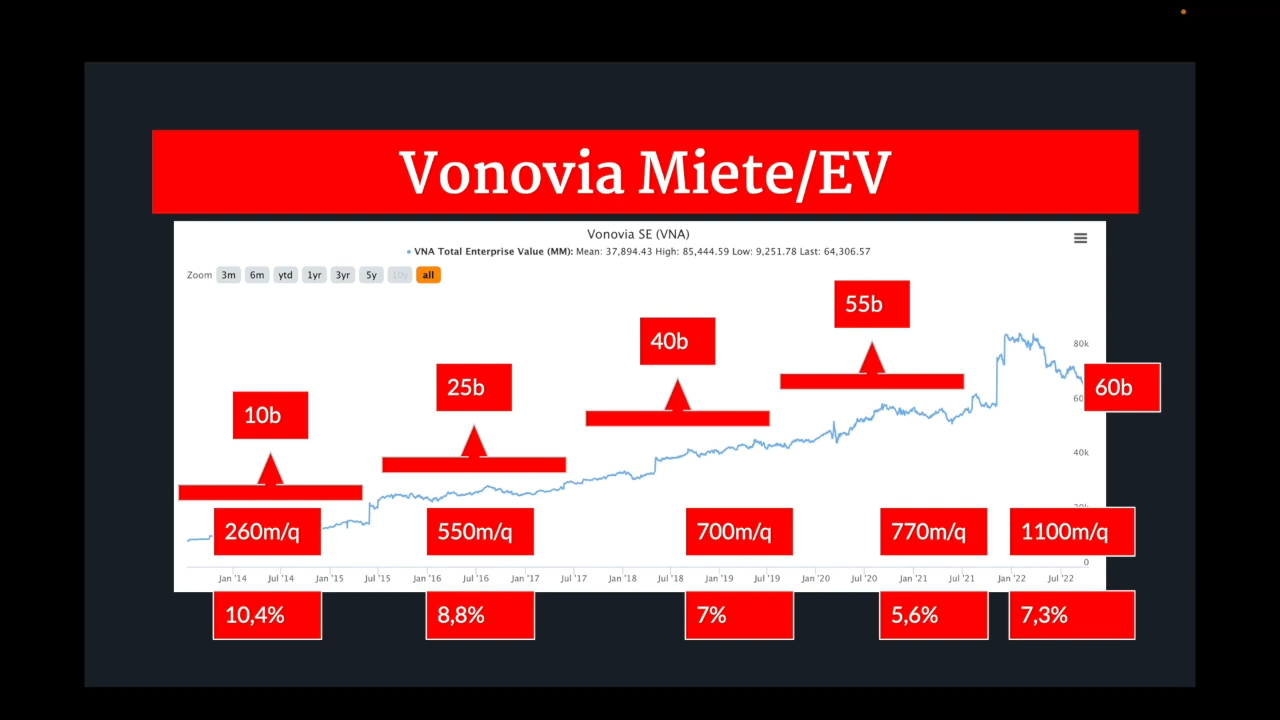 Vonovia Miete/EV
Vonovia SE (VNA)
VNA Total Enterprise Value (MM): Mean: 37,894.43 High: 85,444.59 Low: 9,251.78 Last: 64,306.57
Zoom 3m 6m ytd 1yr 3yr 5y 10y all
55b
40b
80k
25b
60b
60
10b
40k
260m/q 550m/q 700m/q 770m/q 1100m/q
0
Jan '14 Jul '14 Jan '15 Jul '15 Jan '16 Jul '16 Jan '17 Jul '17 Jan '18 Jul '18 Jan '19 Jul '19 Jan '20 Jul '20 Jan '21 Jul '21 Jan '22 Jul '22
10,4% 8,8% 7% 5,6% 7,3%